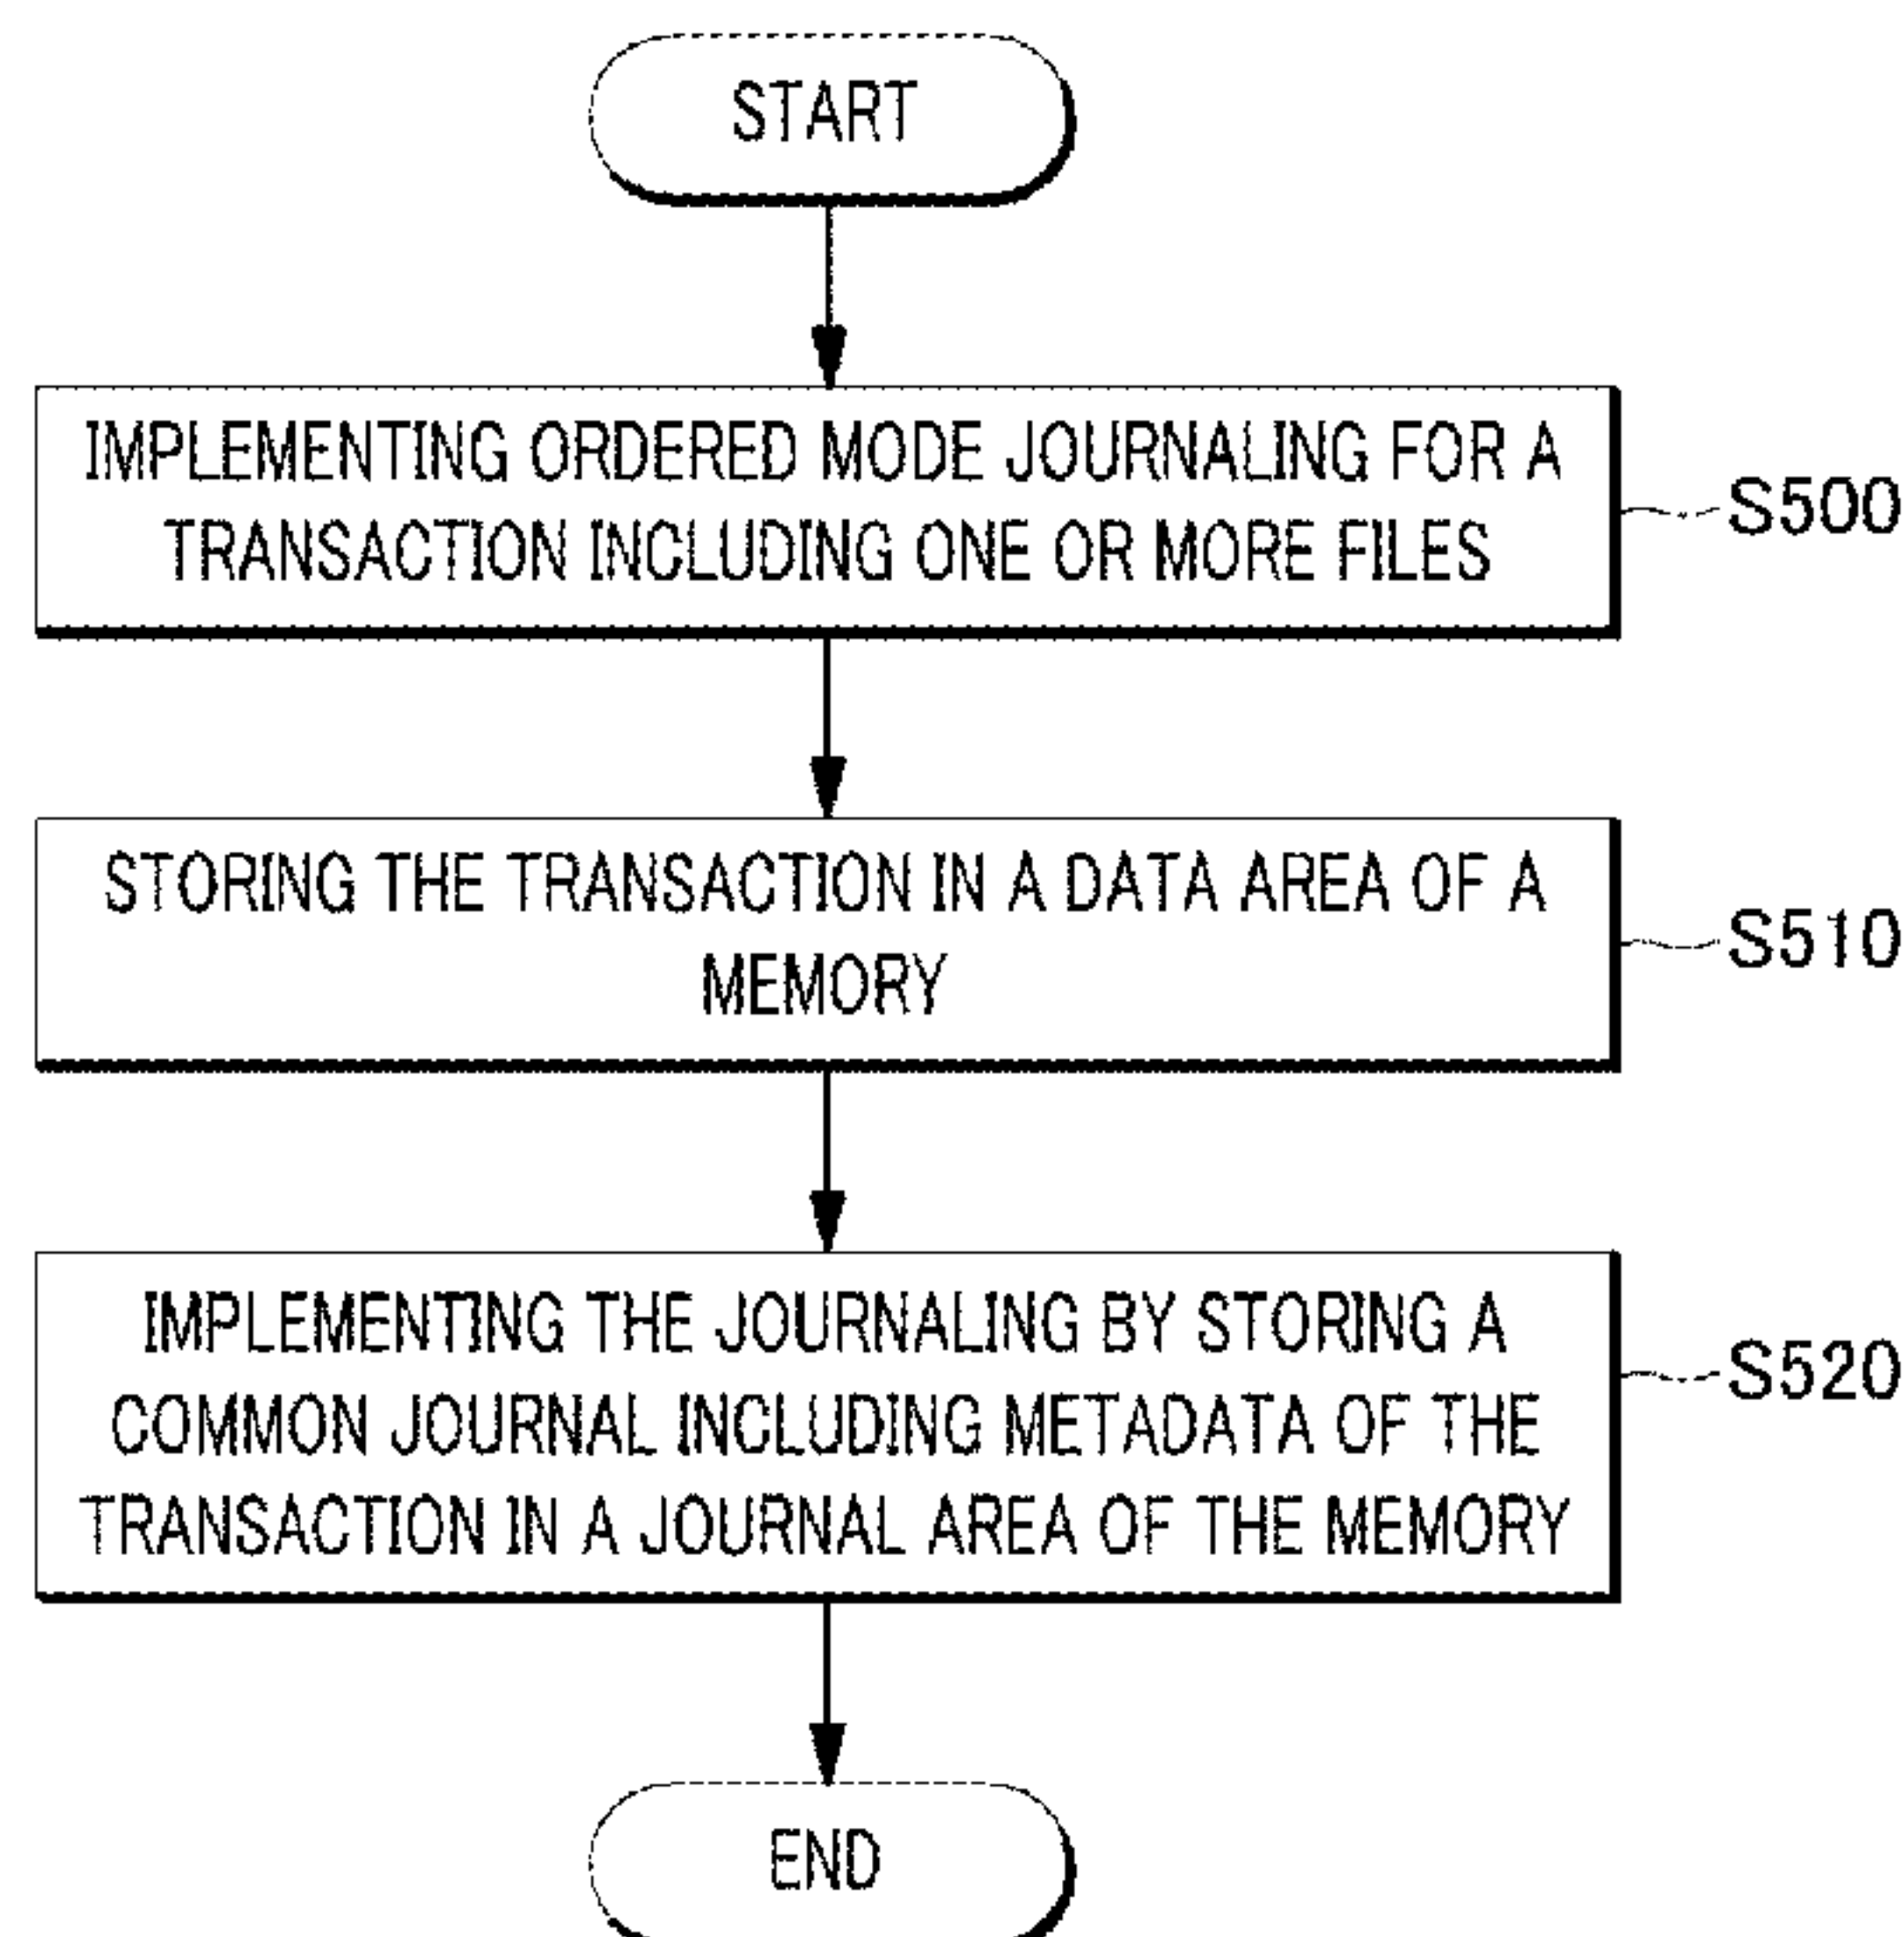 START
IMPLEMENTING ORDERED MODE JOURNALING FOR A
TRANSACTION INCLUDING ONE OR MORE FILES
S500
STORING THE TRANSACTION IN A DATA AREA OF A
MEMORY
S510
IMPLEMENTING THE JOURNALING BY STORING A
COMMON JOURNAL INCLUDING METADATA OF THE
TRANSACTION IN A JOURNAL AREA OF THE MEMORY
S520
END